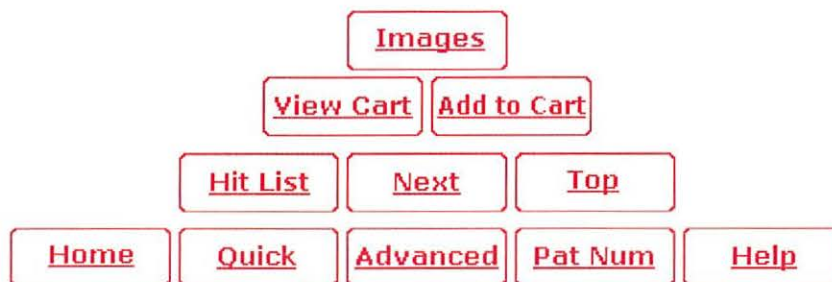 Images
View Cart Add to Cart
Hit List Next Top
Home Quick Advanced Pat Num Help